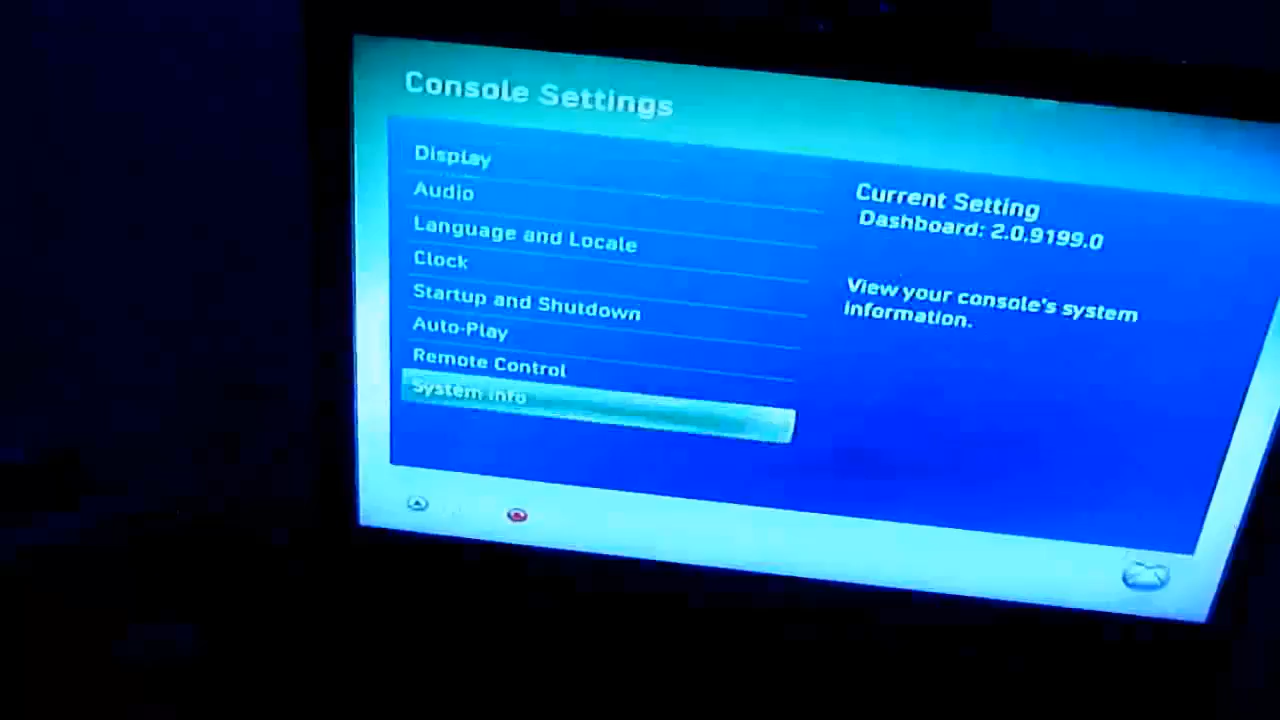 Console Settings
Display
Audio
Language and Locale
Clock
Startup and Shutdown
Auto-Play
Remote Control
System Info
Current Setting
Dashboard: 2.0.9199.0
View your console's system
information.